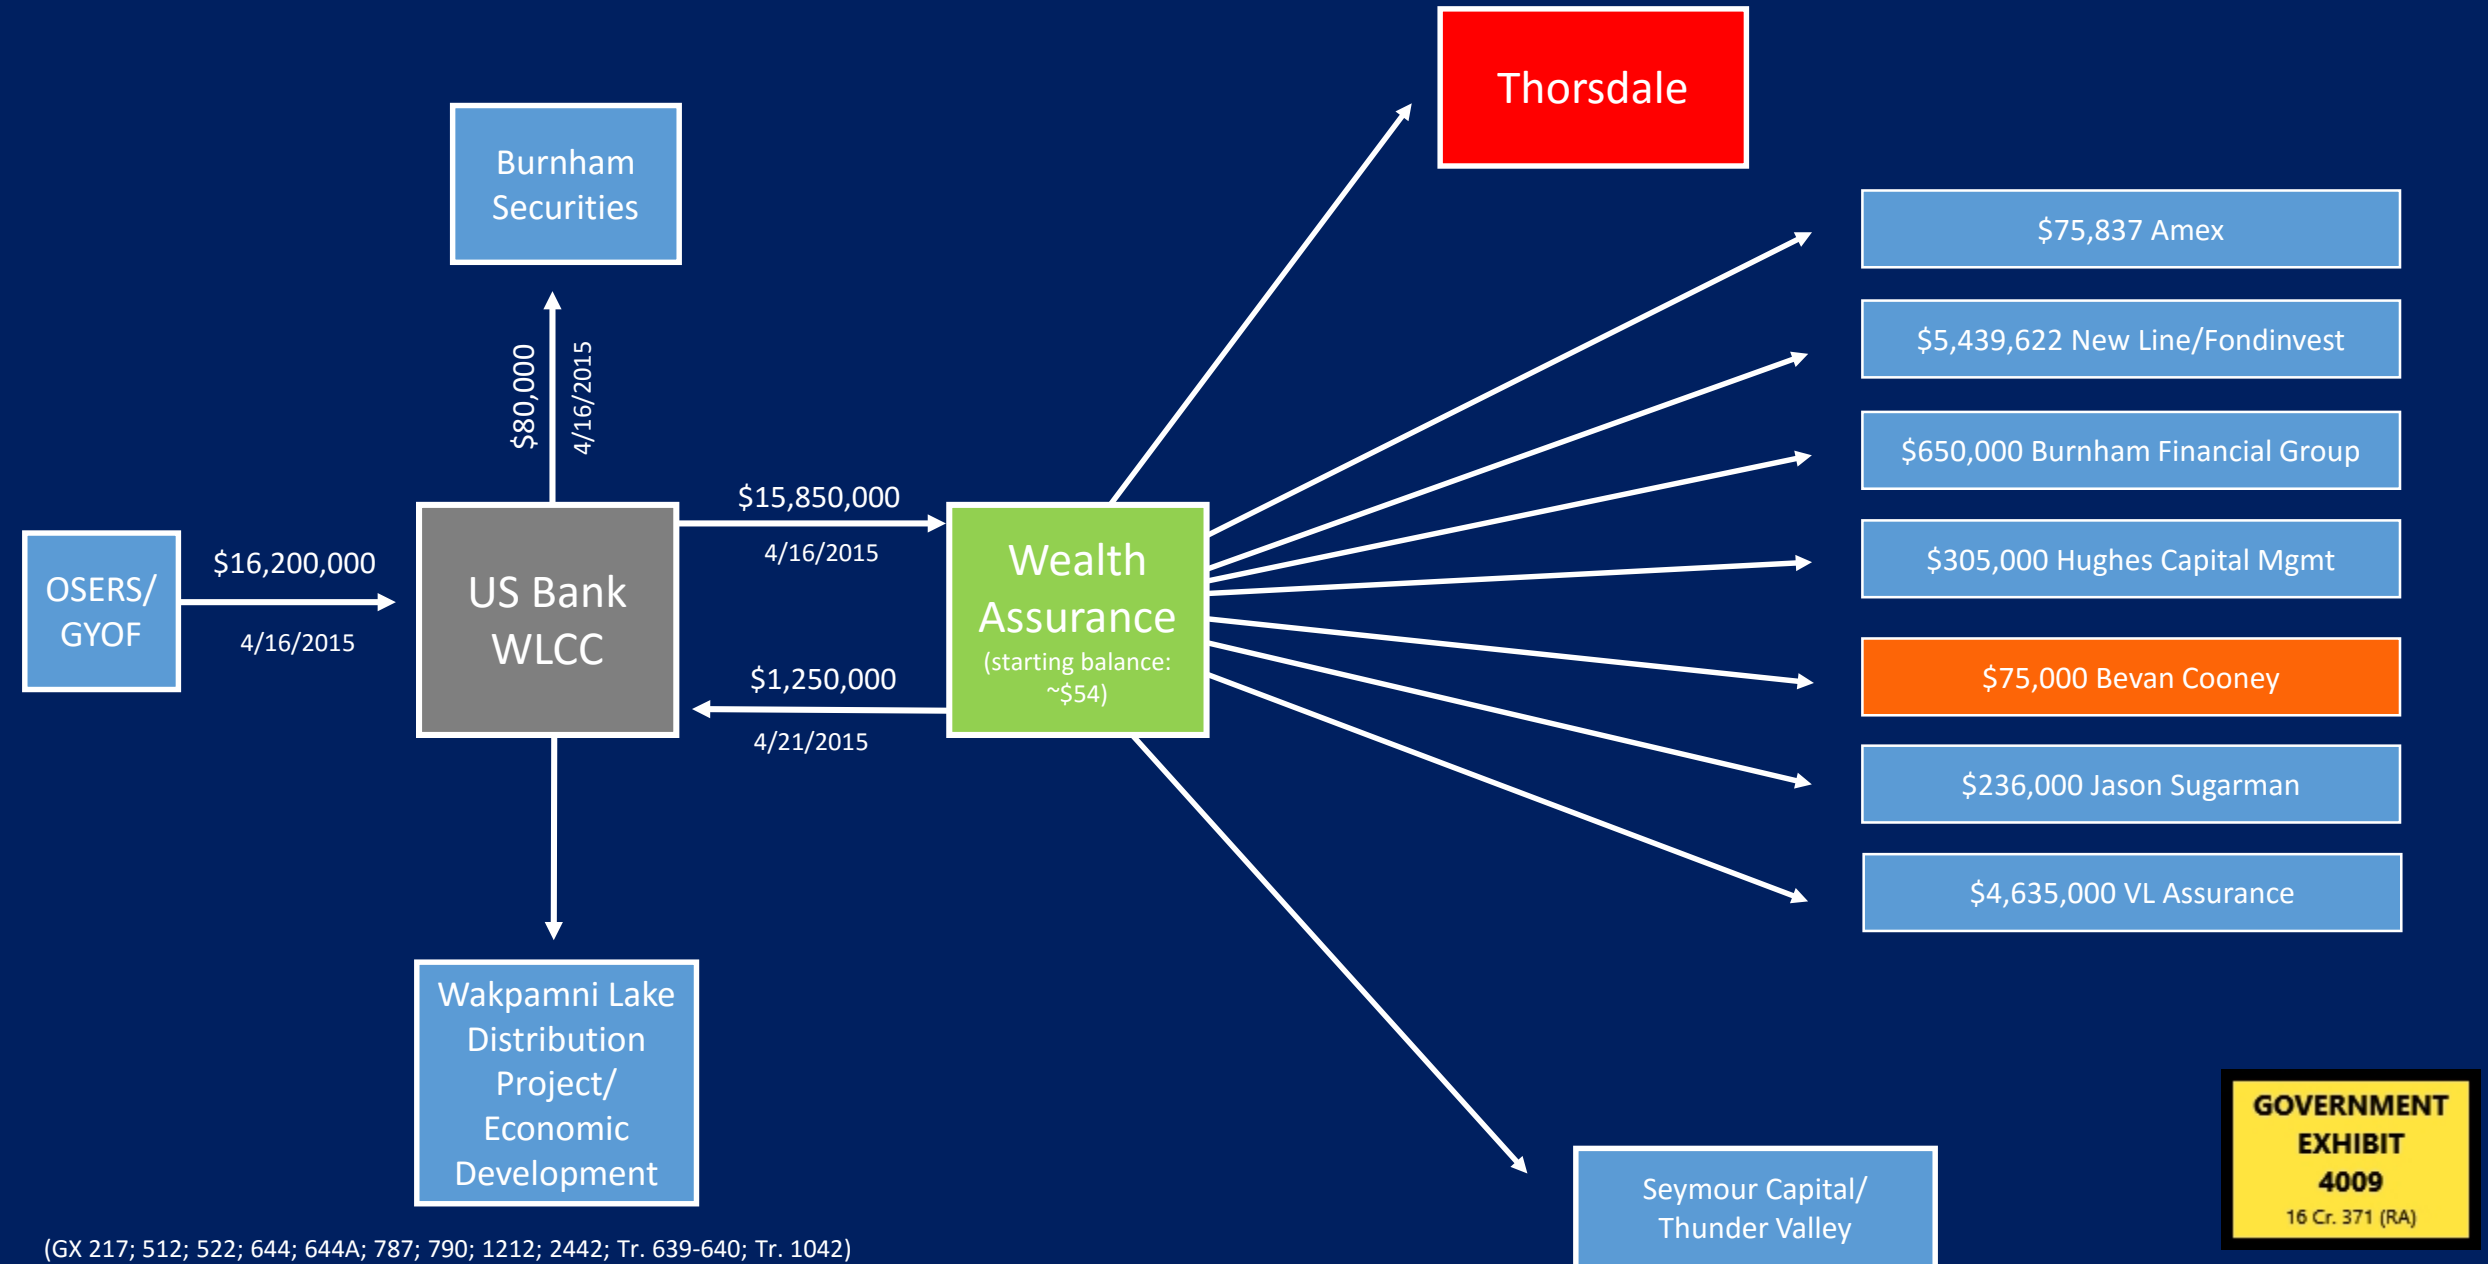 Thorsdale
Burnham
Securities
$80,000
4/16/2015
$75,837 Amex
$5,439,622 New Line/Fondinvest
$650,000 Burnham Financial Group
$305,000 Hughes Capital Mgmt
$75,000 Bevan Cooney
$236,000 Jason Sugarman
$4,635,000 VL Assurance
OSERS/
GYOF
$16,200,000
4/16/2015
US Bank
WLCC
$15,850,000
4/16/2015
$1,250,000
4/21/2015
Wealth
Assurance
(starting balance:
~$54)
Wakpamni Lake
Distribution
Project/
Economic
Development
Seymour Capital/
Thunder Valley
GOVERNMENT
EXHIBIT
4009
16 Cr. 371 (RA)
(GX 217; 512; 522; 644; 644A; 787; 790; 1212; 2442; Tr. 639-640; Tr. 1042)